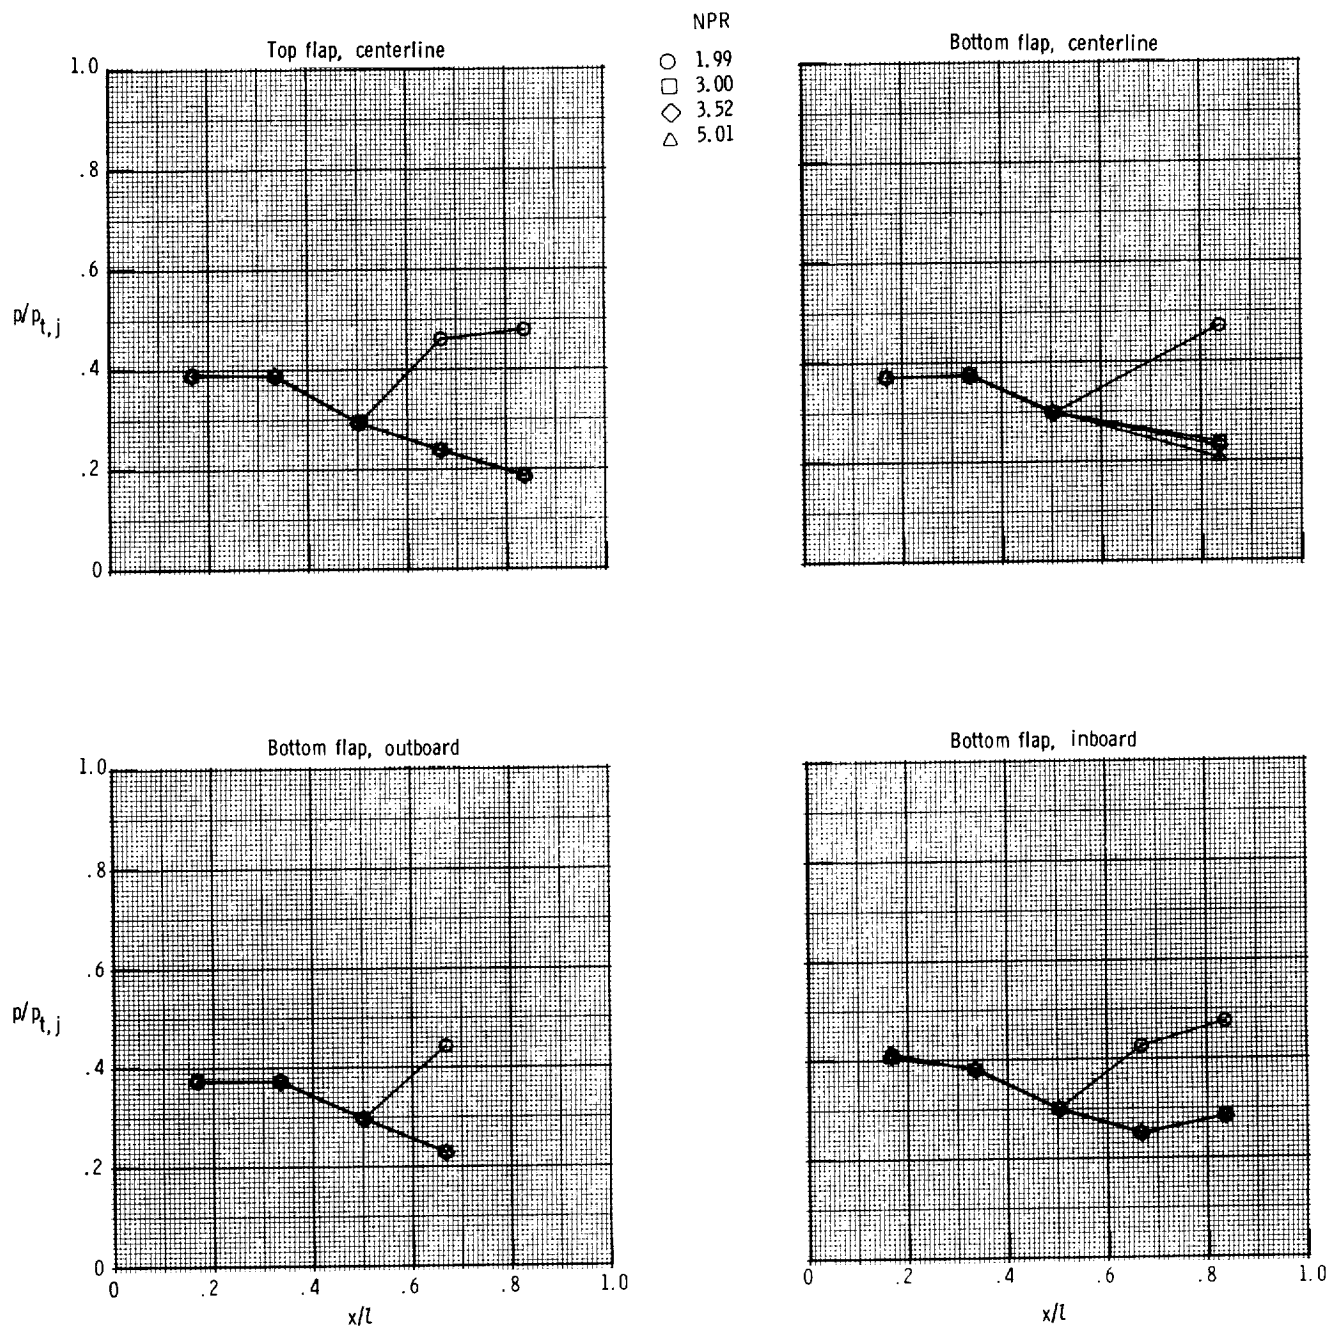 NPR
1.99
3.00
3.52
5.01
Top flap, centerline
1.0
.8
.6
.4
.2
0
p/pt,j
Bottom flap, centerline
Bottom flap, outboard
1.0
.8
.6
.4
.2
0
p/pt,j
0 .2 .4 .6 .8 1.0
x/l
Bottom flap, inboard
0 .2 .4 .6 .8 1.0
x/l